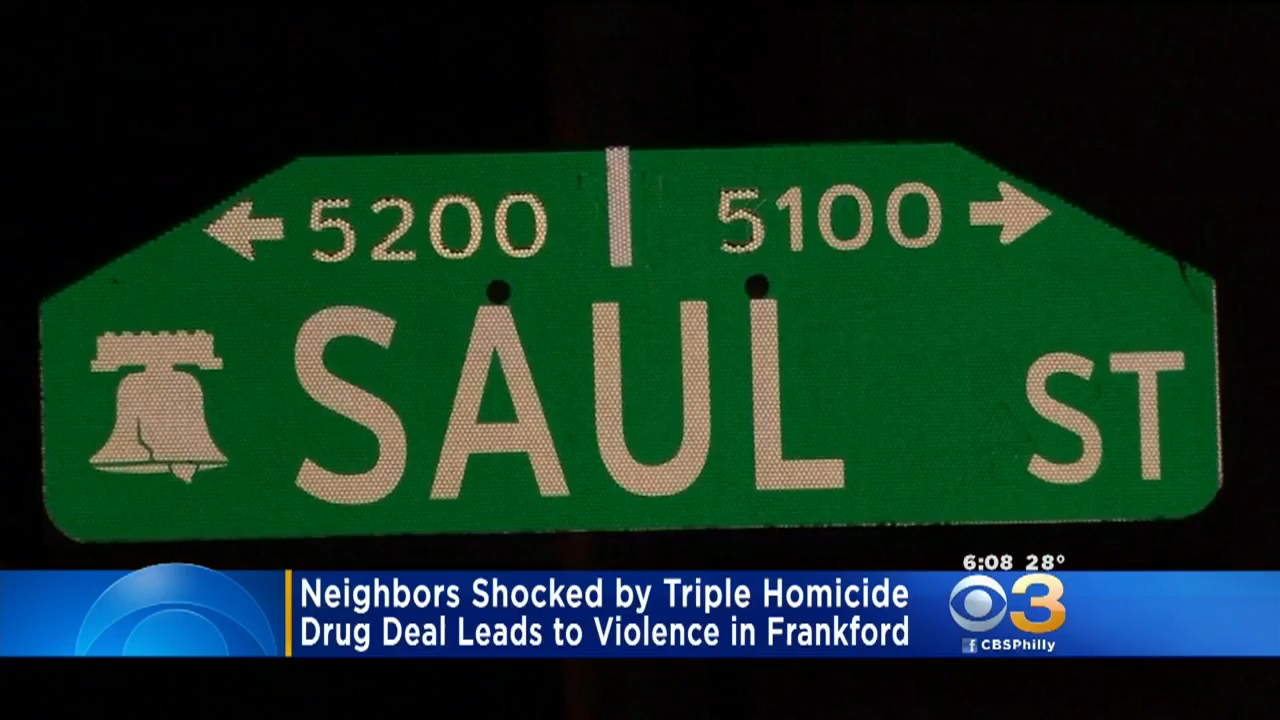 5200 5100
SAUL ST
6:08 28°
Neighbors Shocked by Triple Homicide
Drug Deal Leads to Violence in Frankford
3
f CBSPhilly